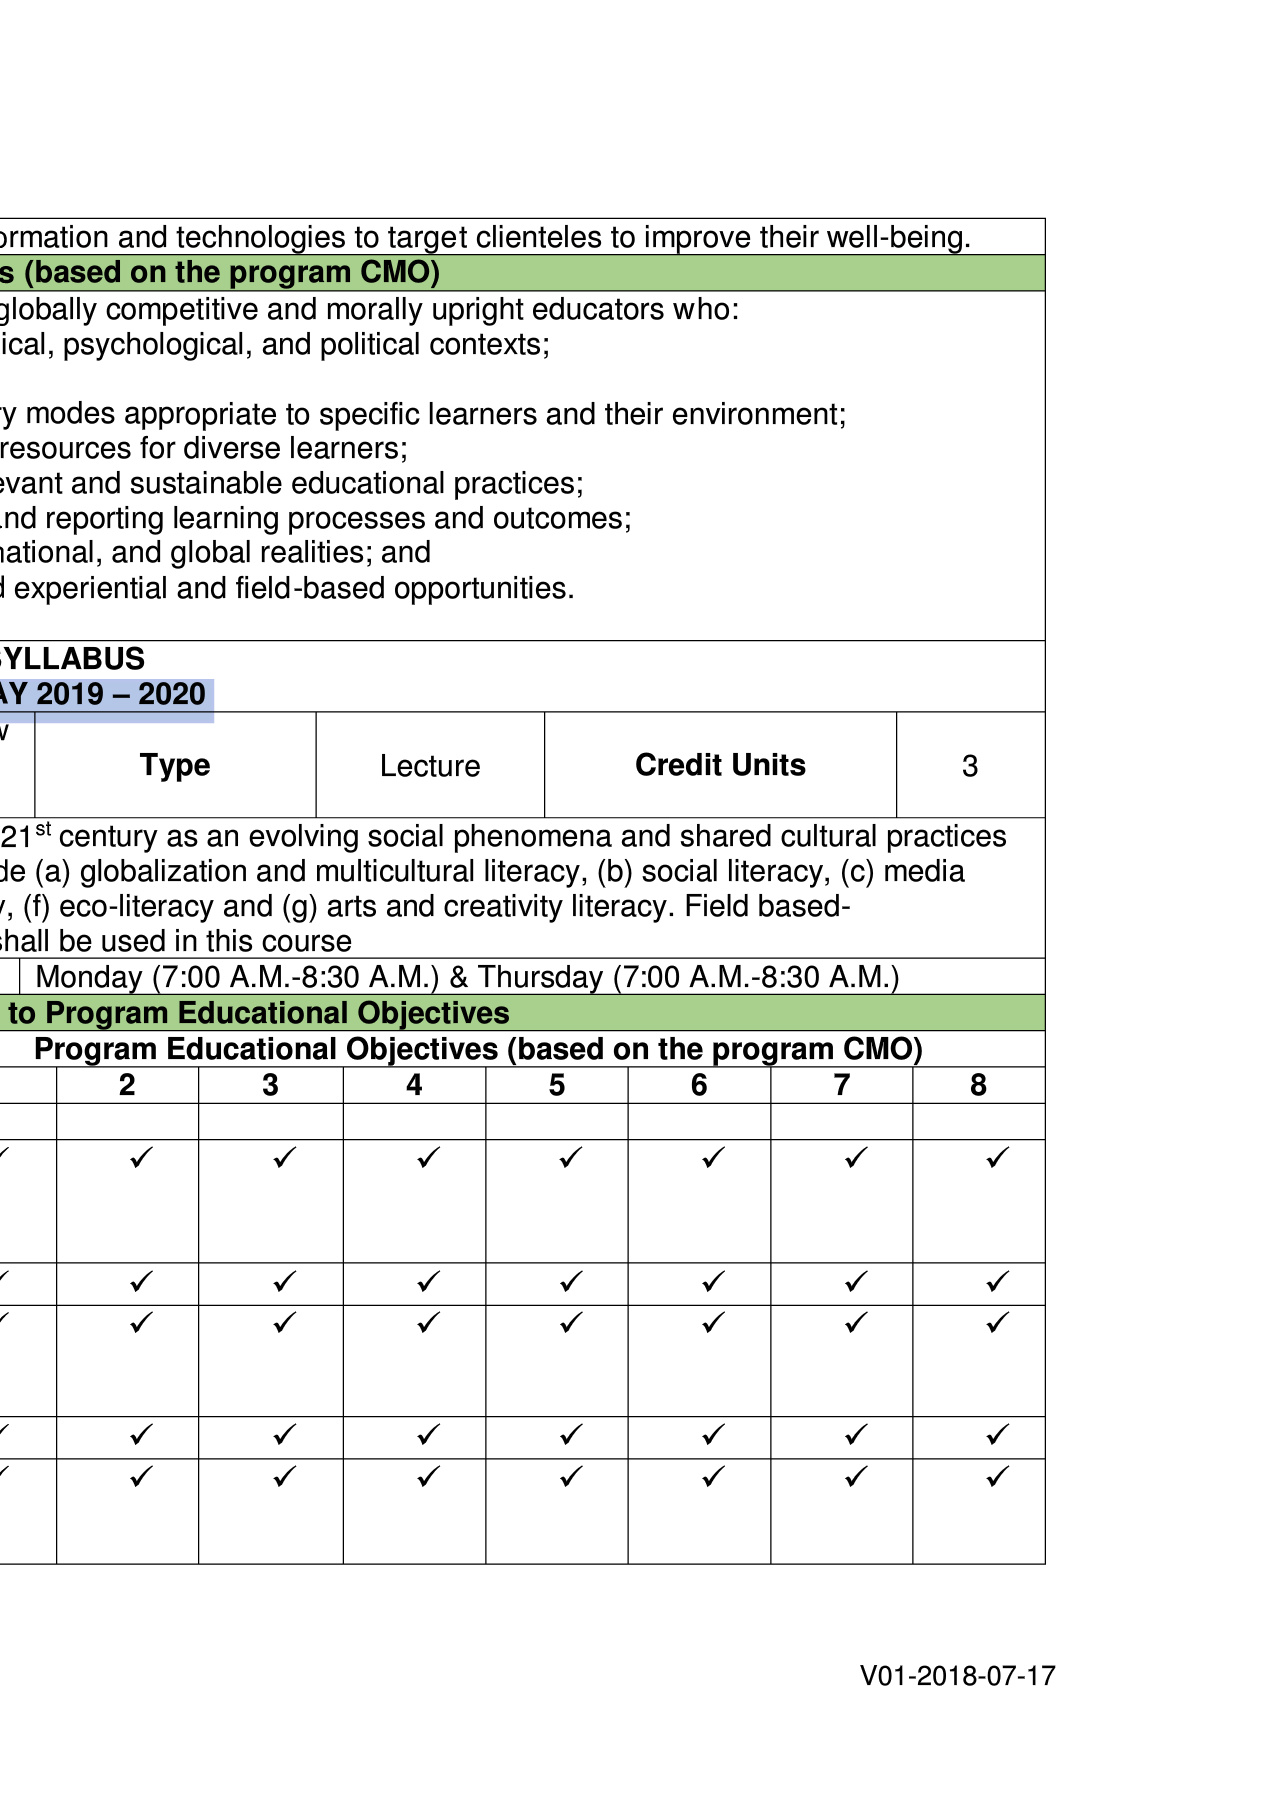 ormation and technologies to target clienteles to improve their well-being.
s (based on the program CMO)
globally competitive and morally upright educators who:
ical, psychological, and political contexts;
ry modes appropriate to specific learners and their environment;
resources for diverse learners;
evant and sustainable educational practices;
and reporting learning processes and outcomes;
national, and global realities; and
d experiential and field-based opportunities.
SYLLABUS
AY 2019 – 2020
w Type Lecture Credit Units 3
21st century as an evolving social phenomena and shared cultural practices
de (a) globalization and multicultural literacy, (b) social literacy, (c) media
y, (f) eco-literacy and (g) arts and creativity literacy. Field based-
shall be used in this course
Monday (7:00 A.M.-8:30 A.M.) & Thursday (7:00 A.M.-8:30 A.M.)
to Program Educational Objectives
Program Educational Objectives (based on the program CMO)
2 3 4 5 6 7 8
✓ ✓ ✓ ✓ ✓ ✓ ✓ ✓
✓ ✓ ✓ ✓ ✓ ✓ ✓ ✓
✓ ✓ ✓ ✓ ✓ ✓ ✓ ✓
✓ ✓ ✓ ✓ ✓ ✓ ✓ ✓
✓ ✓ ✓ ✓ ✓ ✓ ✓ ✓
V01-2018-07-17